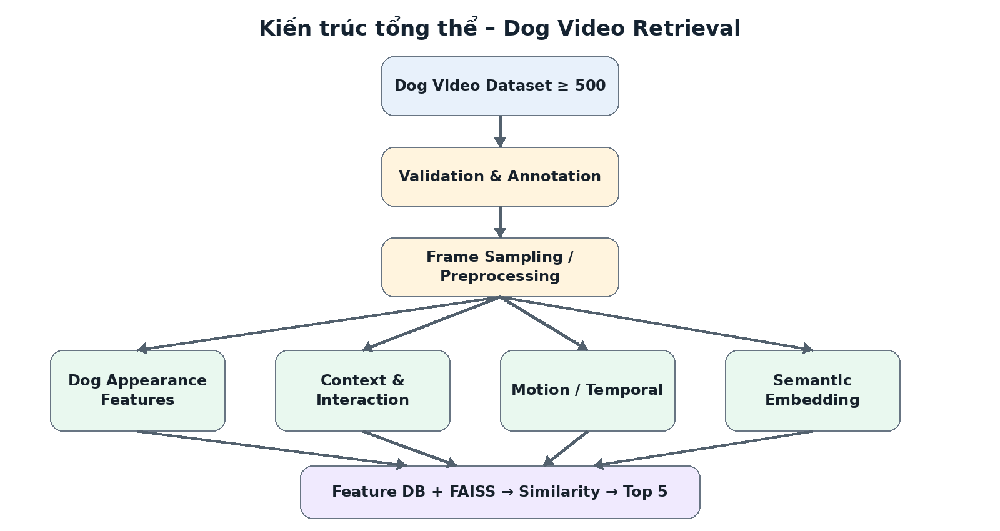 Kiến trúc tổng thể – Dog Video Retrieval
Dog Video Dataset ≥ 500
Validation & Annotation
Frame Sampling /
Preprocessing
Dog Appearance
Features
Context &
Interaction
Motion / Temporal
Semantic
Embedding
Feature DB + FAISS → Similarity → Top 5